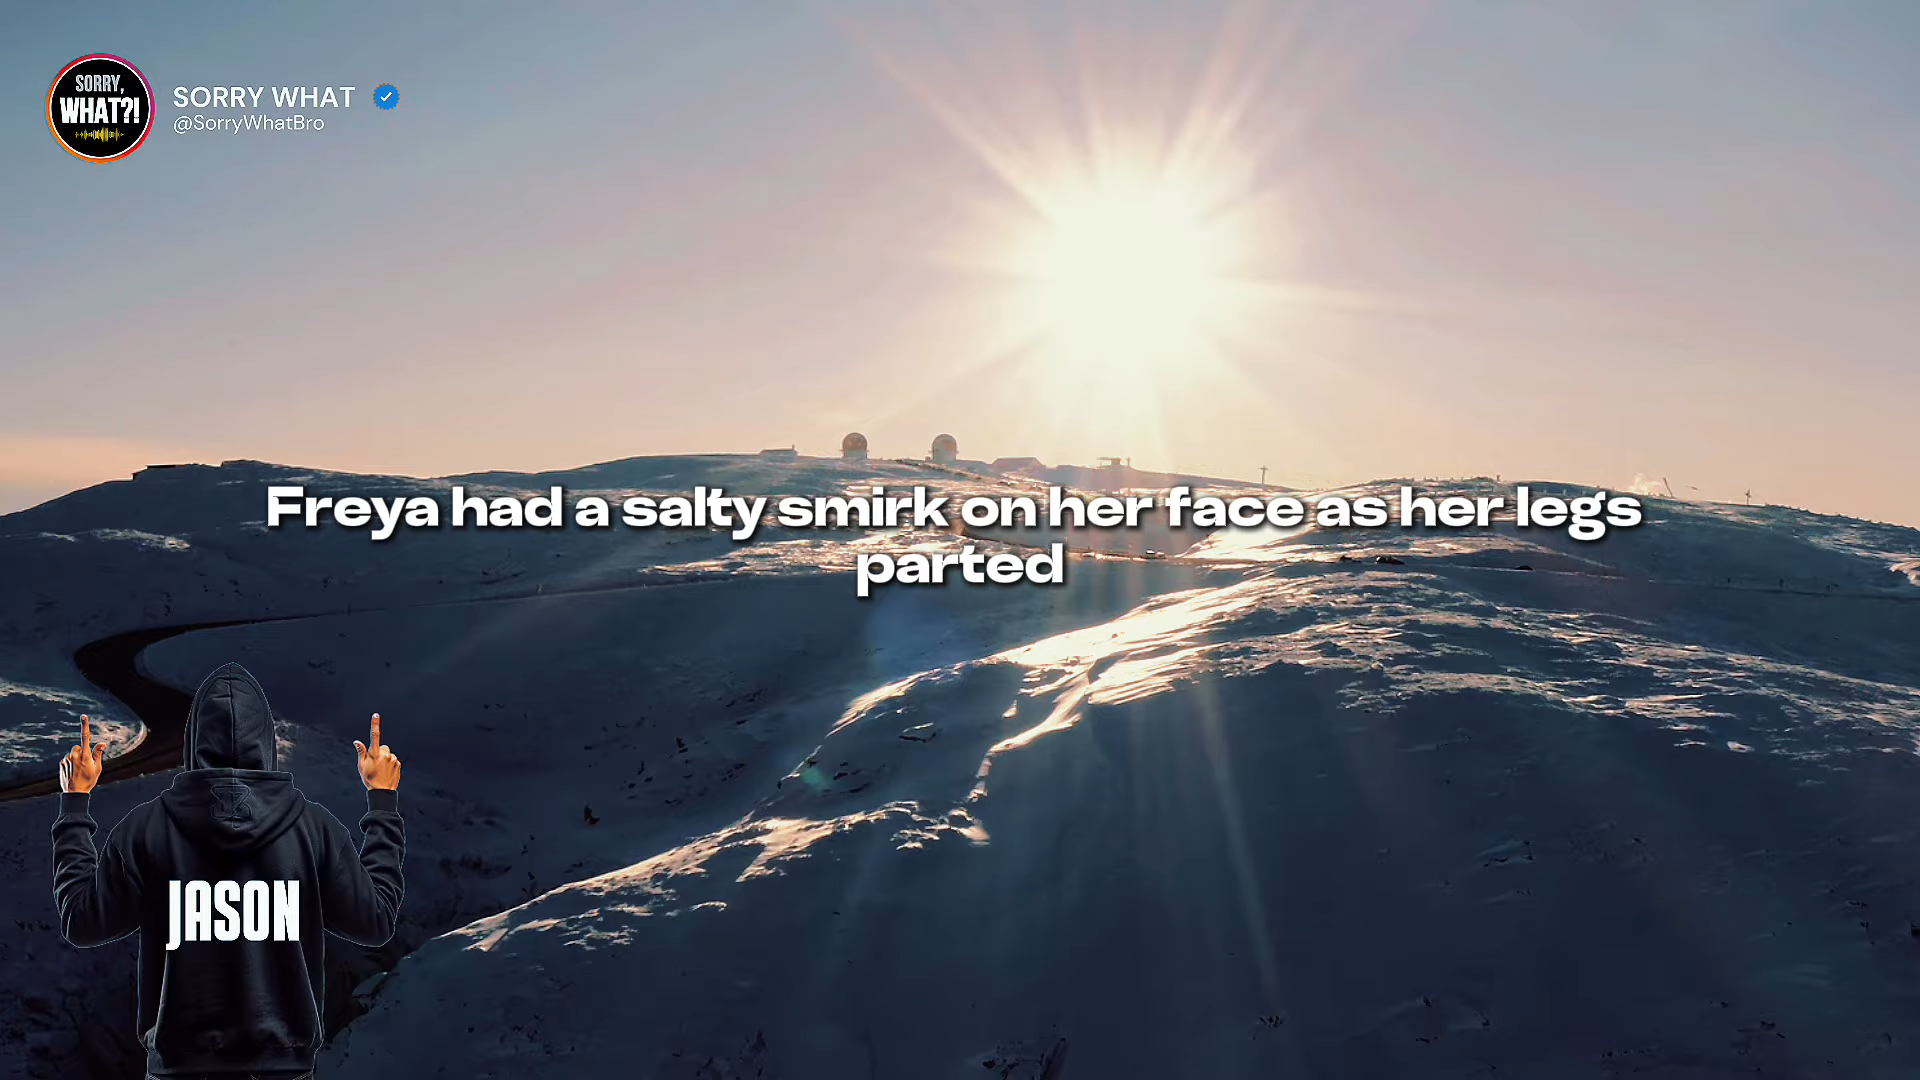 SORRY,
WHAT?!
SORRY WHAT
@SorryWhatBro
Freya had a salty smirk on her face as her legs
parted
JASON